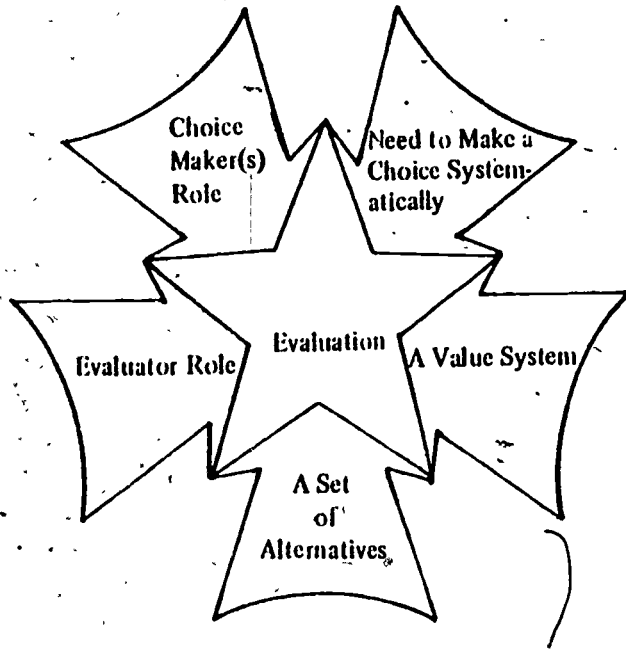 Choice
Maker(s)
Role
Need to Make a
Choice System-
atically
Evaluator Role
Evaluation
A Value System
A Set
of
Alternatives